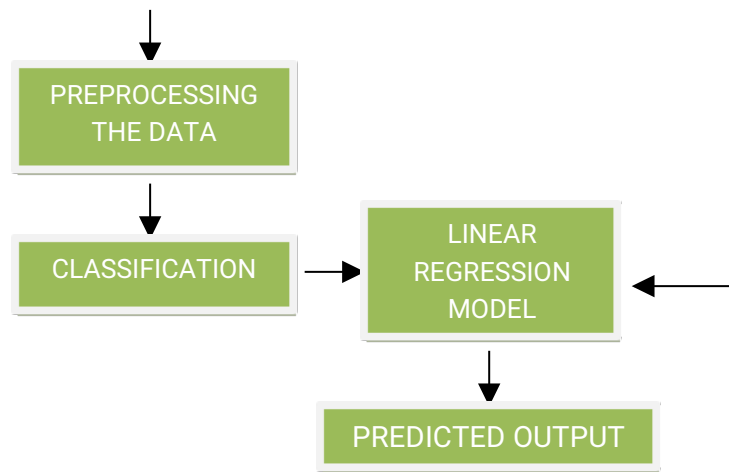 PREPROCESSING
THE DATA
CLASSIFICATION
LINEAR
REGRESSION
MODEL
PREDICTED OUTPUT